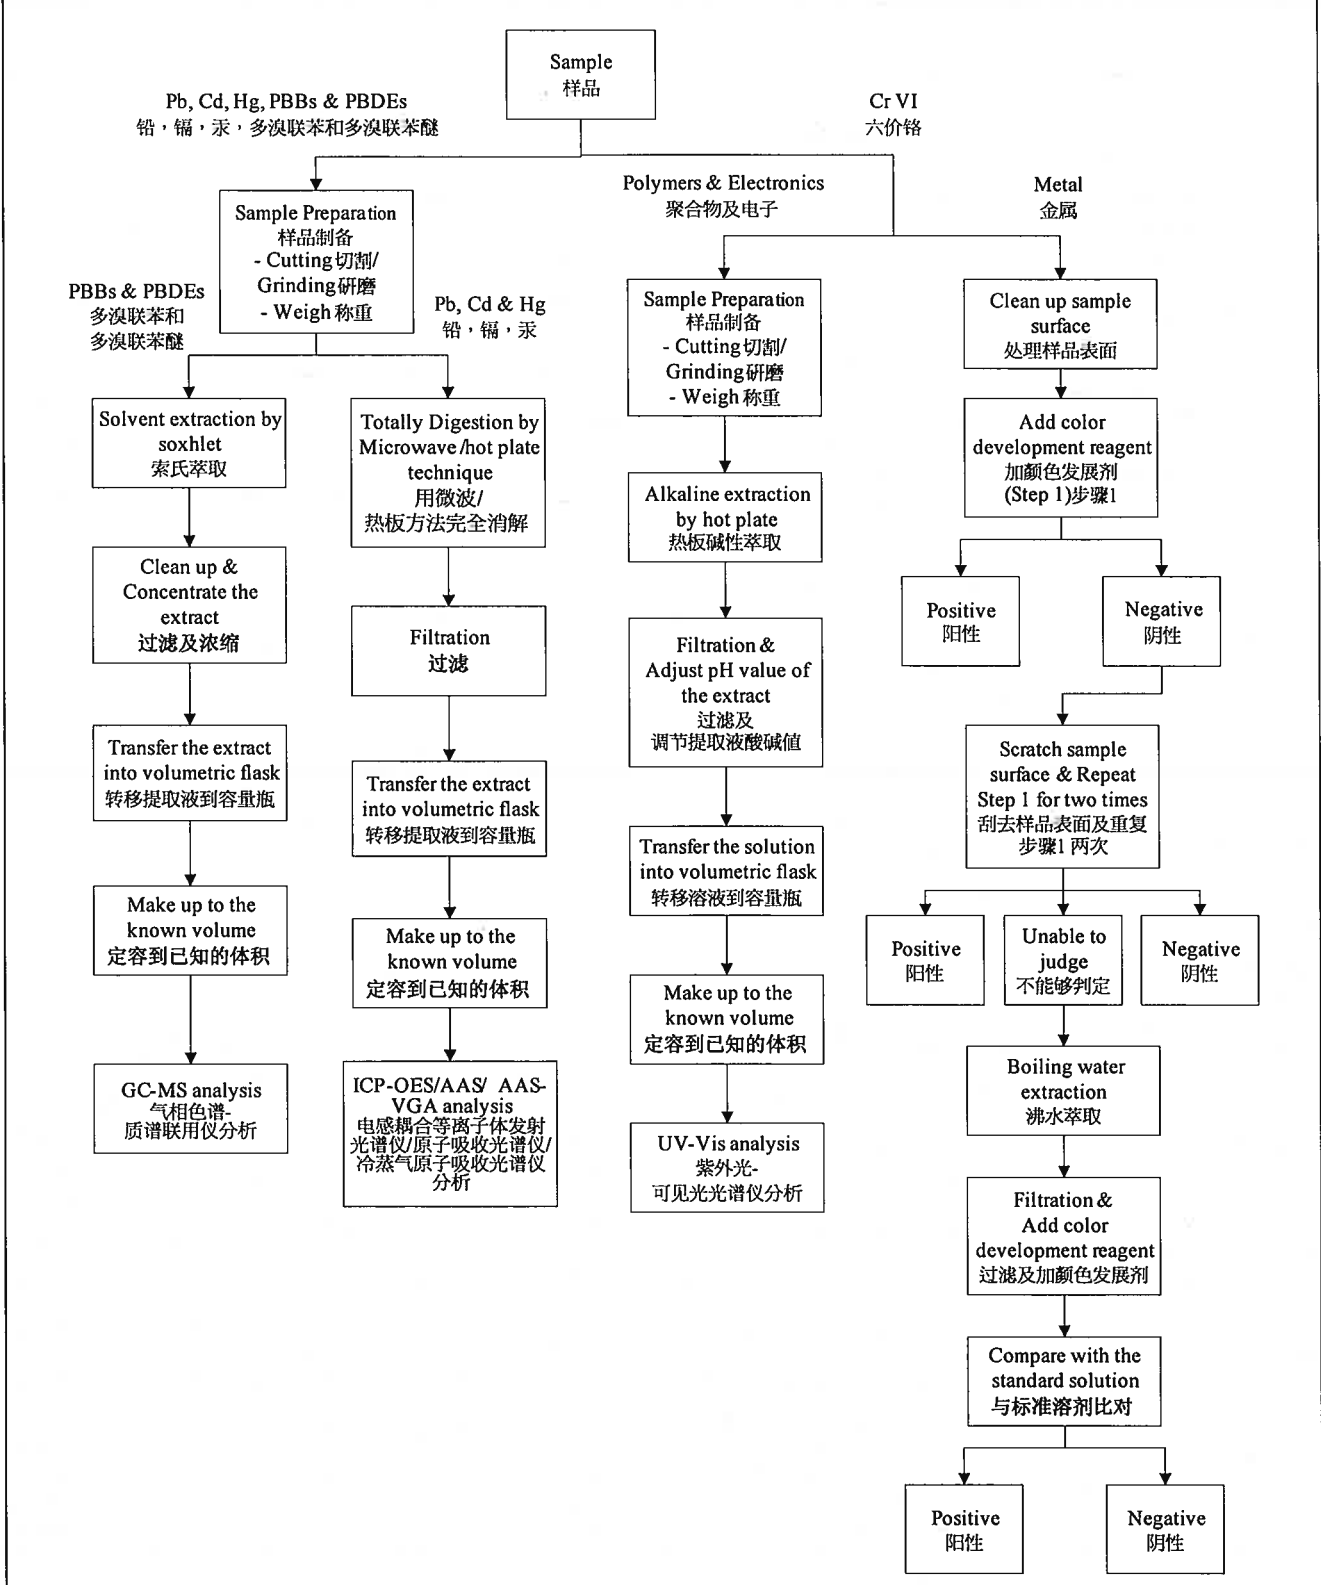 Sample
样品
Pb, Cd, Hg, PBBs & PBDEs
铅，镉，汞，多溴联苯和多溴联苯醚
Cr VI
六价铬
Polymers & Electronics
聚合物及电子
Metal
金属
Sample Preparation
样品制备
- Cutting切割/
Grinding研磨
- Weigh 称重
PBBs & PBDEs
多溴联苯和
多溴联苯醚
Pb, Cd & Hg
铅，镉，汞
Solvent extraction by
soxhlet
索氏萃取
Clean up &
Concentrate the
extract
过滤及浓缩
Transfer the extract
into volumetric flask
转移提取液到容量瓶
Make up to the
known volume
定容到已知的体积
GC-MS analysis
气相色谱-
质谱联用仪分析
Totally Digestion by
Microwave/hot plate
technique
用微波/
热板方法完全消解
Filtration
过滤
Transfer the extract
into volumetric flask
转移提取液到容量瓶
Make up to the
known volume
定容到已知的体积
ICP-OES/AAS/ AAS-
VGA analysis
电感耦合等离子体发射
光谱仪/原子吸收光谱仪/
冷蒸气原子吸收光谱仪
分析
Sample Preparation
样品制备
- Cutting切割/
Grinding研磨
- Weigh 称重
Alkaline extraction
by hot plate
热板碱性萃取
Filtration &
Adjust pH value of
the extract
过滤及
调节提取液酸碱值
Transfer the solution
into volumetric flask
转移溶液到容量瓶
Make up to the
known volume
定容到已知的体积
UV-Vis analysis
紫外光-
可见光光谱仪分析
Clean up sample
surface
处理样品表面
Add color
development reagent
加颜色发展剂
(Step 1)步骤1
Positive
阳性
Negative
阴性
Scratch sample
surface & Repeat
Step 1 for two times
刮去样品表面及重复
步骤1 两次
Positive
阳性
Unable to
judge
不能够判定
Negative
阴性
Boiling water
extraction
沸水萃取
Filtration &
Add color
development reagent
过滤及加颜色发展剂
Compare with the
standard solution
与标准溶剂比对
Positive
阳性
Negative
阴性